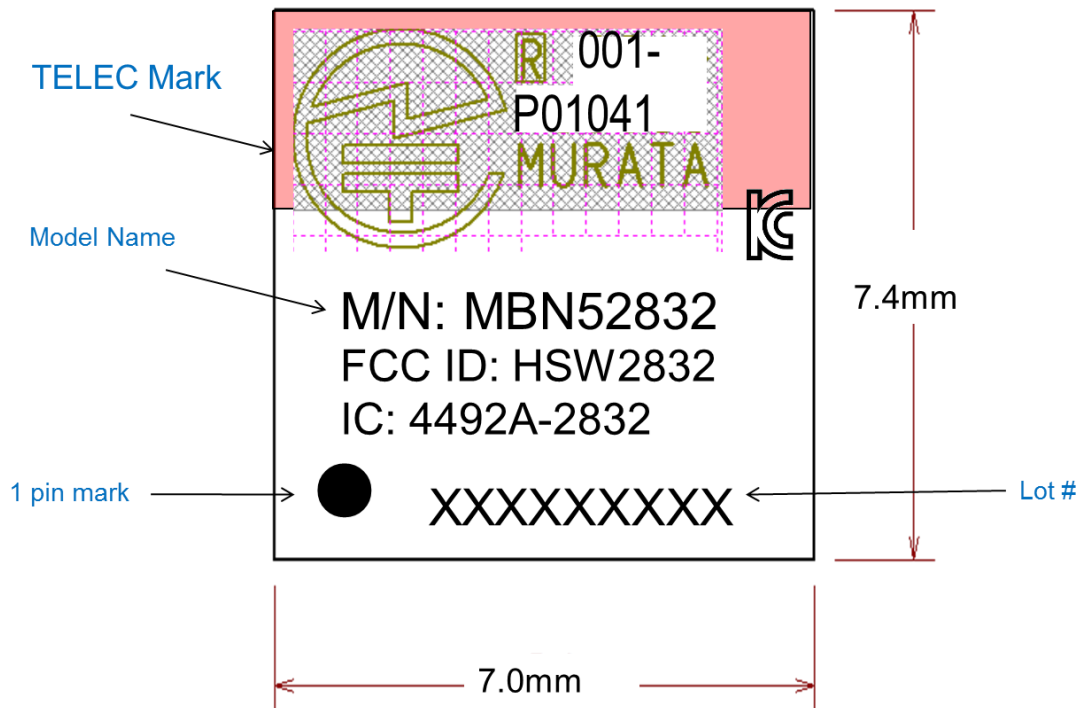 TELEC Mark
R 001-
P01041
MURATA
Model Name
7.4mm
M/N: MBN52832
FCC ID: HSW2832
IC: 4492A-2832
1 pin mark
XXXXXXXXX
Lot #
7.0mm